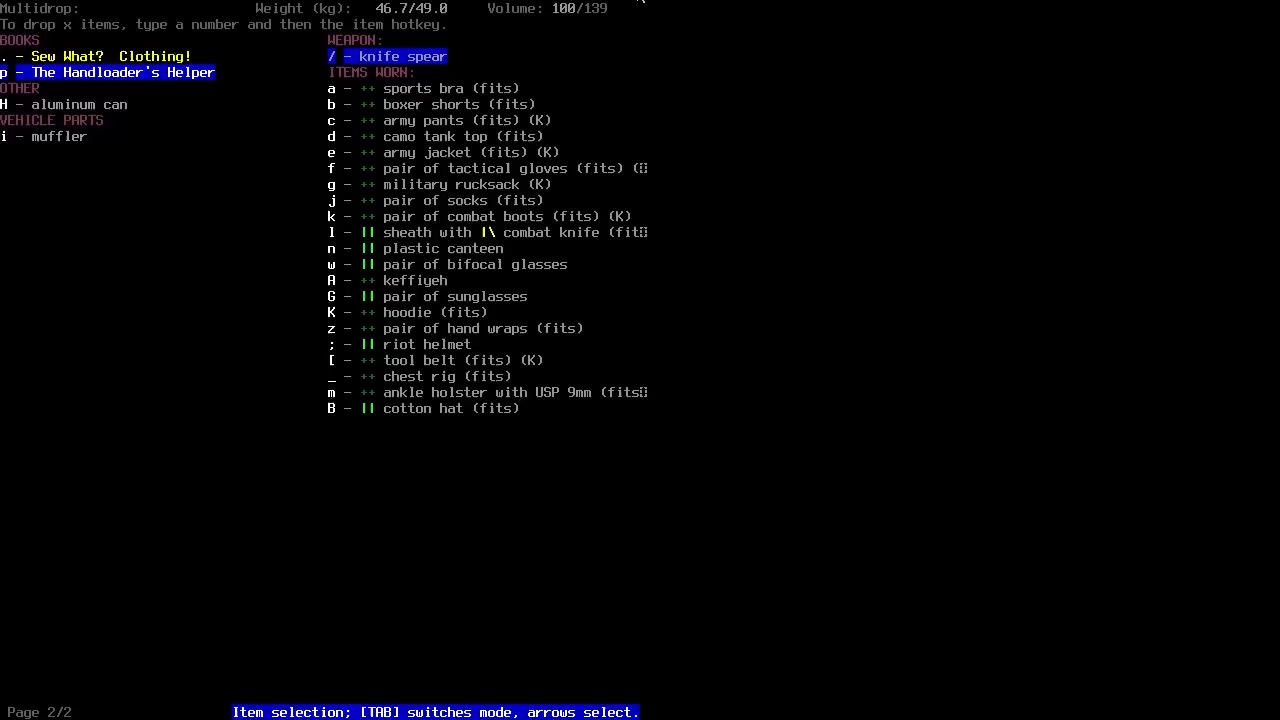 Multidrop: Weight (kg): 46.7/49.0 Volume: 100/139
To drop x items, type a number and then the item hotkey.
BOOKS
. - Sew What?  Clothing!
p - The Handloader's Helper
OTHER
H - aluminum can
VEHICLE PARTS
i - muffler
WEAPON:
/ - knife spear
ITEMS WORN:
a - ++ sports bra (fits)
b - ++ boxer shorts (fits)
c - ++ army pants (fits) (K)
d - ++ camo tank top (fits)
e - ++ army jacket (fits) (K)
f - ++ pair of tactical gloves (fits) (
g - ++ military rucksack (K)
j - ++ pair of socks (fits)
k - ++ pair of combat boots (fits) (K)
l - || sheath with |\ combat knife (fit
n - || plastic canteen
w - || pair of bifocal glasses
A - ++ keffiyeh
G - || pair of sunglasses
K - ++ hoodie (fits)
z - ++ pair of hand wraps (fits)
; - || riot helmet
[ - ++ tool belt (fits) (K)
_ - ++ chest rig (fits)
m - ++ ankle holster with USP 9mm (fits
B - || cotton hat (fits)
Page 2/2 Item selection; [TAB] switches mode, arrows select.